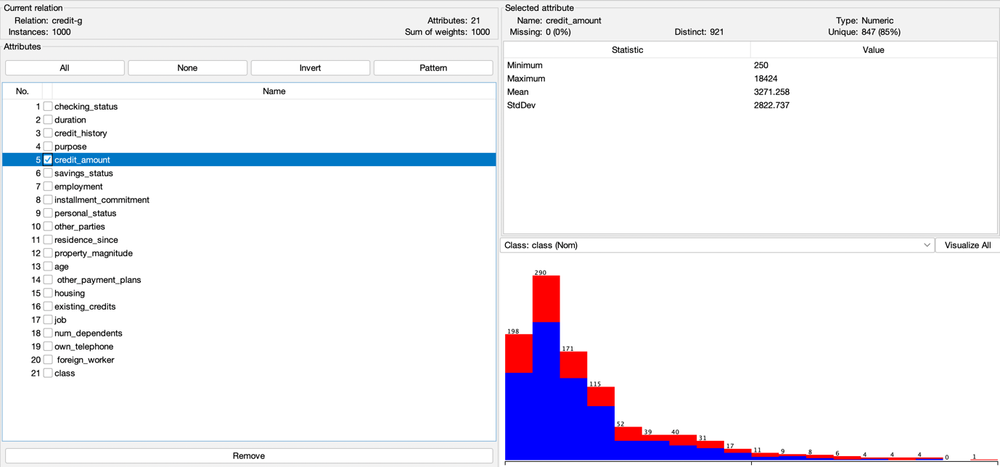 Current relation
Relation: credit-g
Attributes: 21
Instances: 1000
Sum of weights: 1000
Attributes
All
None
Invert
Pattern
No.
Name
1 checking_status
2 duration
3 credit_history
4 purpose
5 credit_amount
6 savings_status
7 employment
8 installment_commitment
9 personal_status
10 other_parties
11 residence_since
12 property_magnitude
13 age
14 other_payment_plans
15 housing
16 existing_credits
17 job
18 num_dependents
19 own_telephone
20 foreign_worker
21 class
Remove
Selected attribute
Name: credit_amount
Type: Numeric
Missing: 0 (0%)
Distinct: 921
Unique: 847 (85%)
Statistic
Value
Minimum 250
Maximum 18424
Mean 3271.258
StdDev 2822.737
Class: class (Nom)
Visualize All
290
198
171
115
52
39
40
31
17
11
9
8
6
4
4
4
0
1